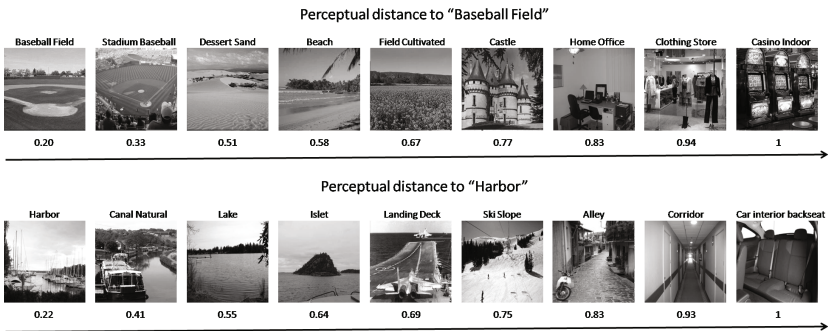 Perceptual distance to “Baseball Field”
Baseball Field Stadium Baseball Dessert Sand Beach Field Cultivated Castle Home Office Clothing Store Casino Indoor
0.20 0.33 0.51 0.58 0.67 0.77 0.83 0.94 1
Perceptual distance to “Harbor”
Harbor Canal Natural Lake Islet Landing Deck Ski Slope Alley Corridor Car interior backseat
0.22 0.41 0.55 0.64 0.69 0.75 0.83 0.93 1